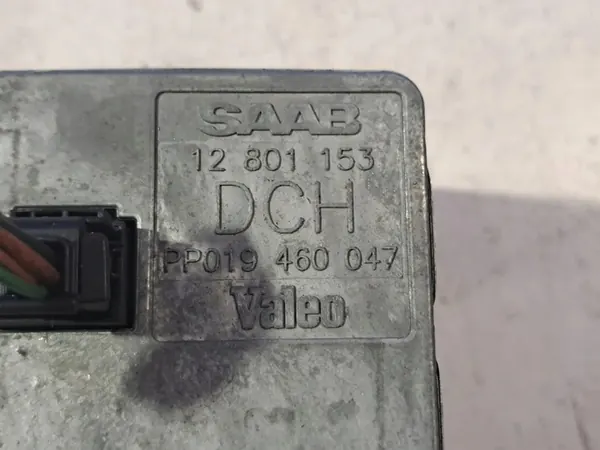 SAAB
12 801 153
DCH
PP019 460 047
Valeo